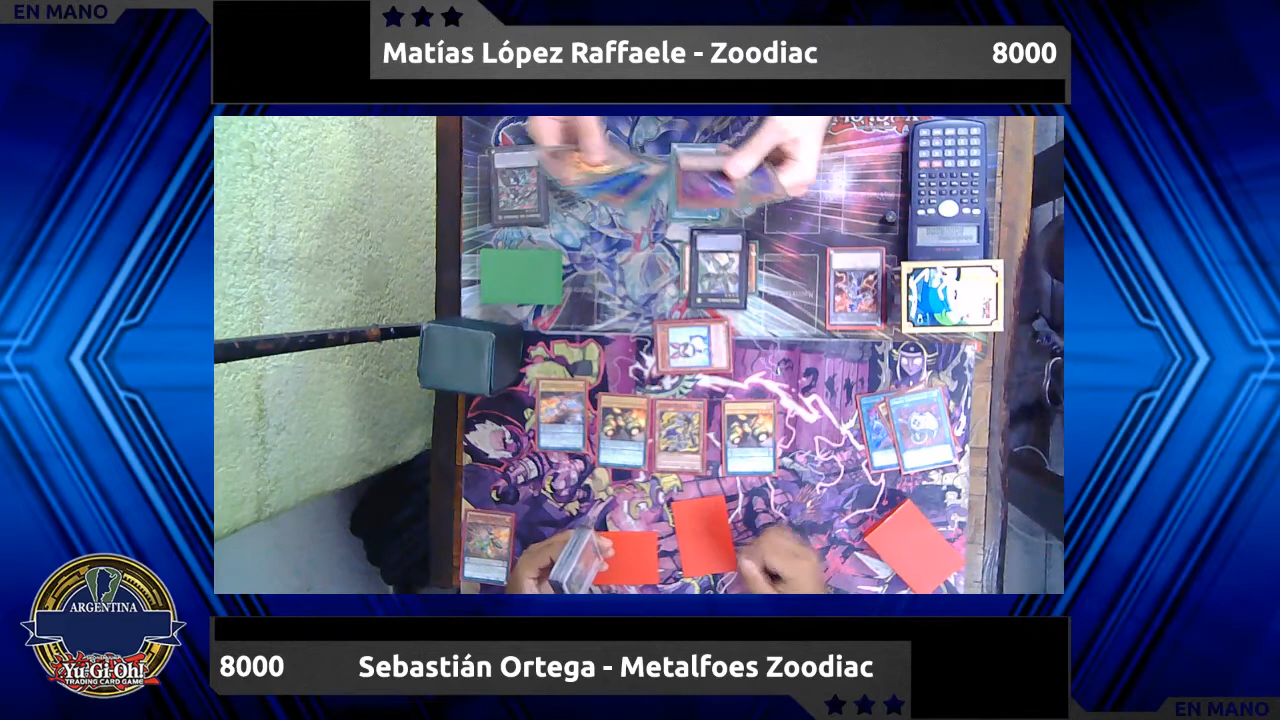 EN MANO
Matías López Raffaele - Zoodiac
8000
ARGENTINA
Yu-Gi-Oh!
TRADING CARD GAME
8000
Sebastián Ortega - Metalfoes Zoodiac
EN MANO